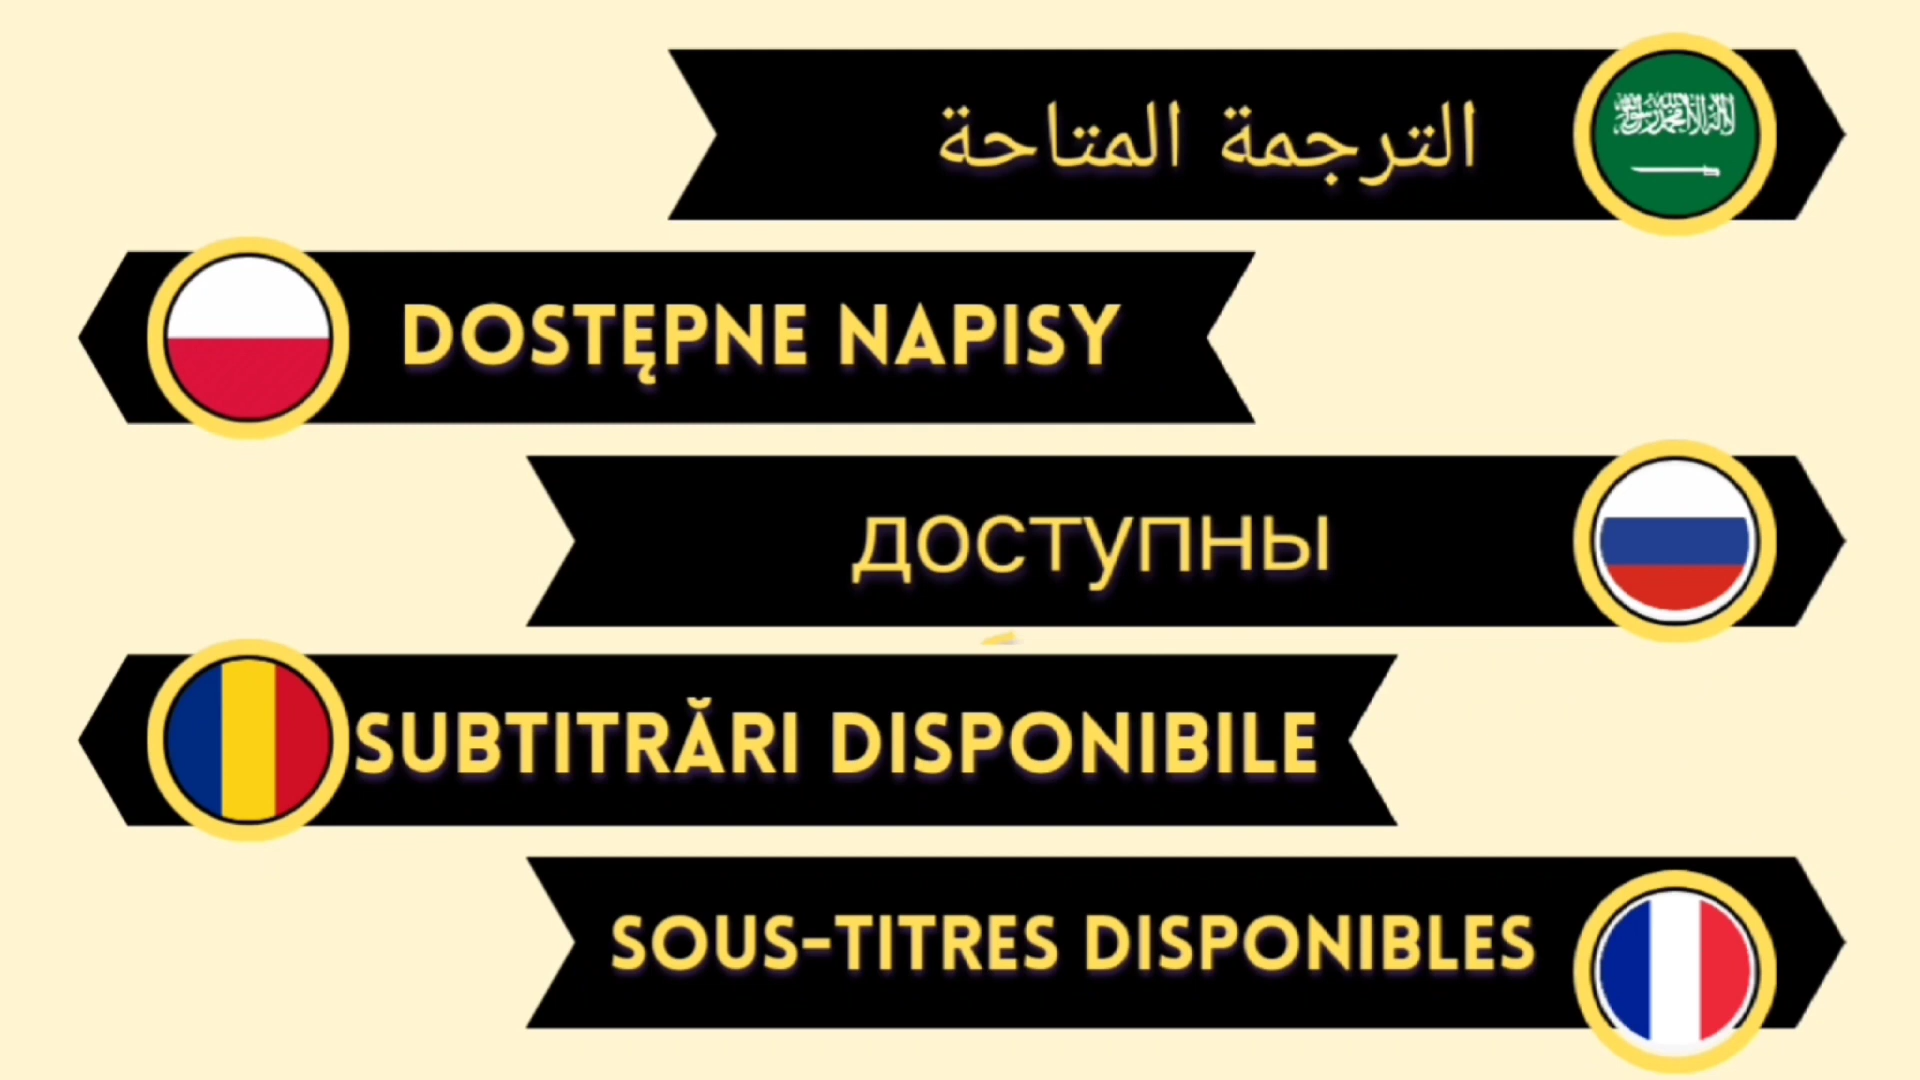 الترجمة المتاحة
DOSTĘPNE NAPISY
доступны
SUBTITRĂRI DISPONIBILE
SOUS-TITRES DISPONIBLES